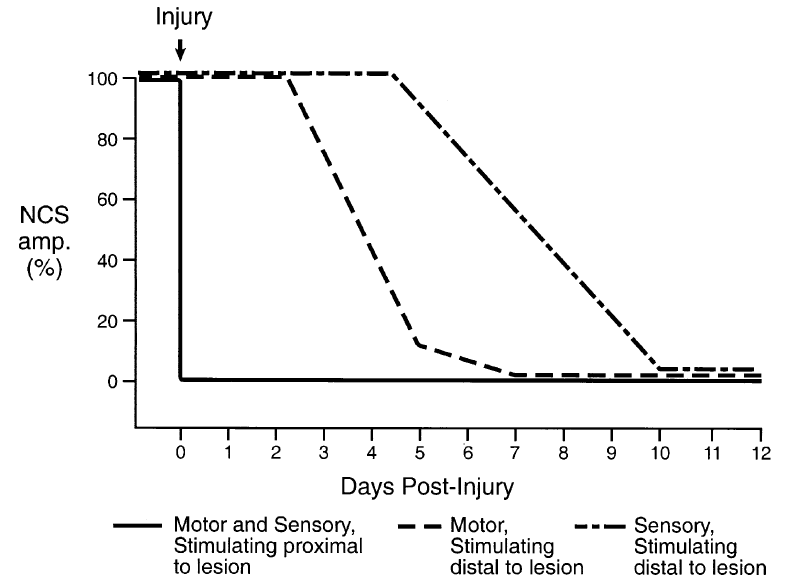 Injury
100
80
60
40
20
0
NCS
amp.
(%)
0 1 2 3 4 5 6 7 8 9 10 11 12
Days Post-Injury
Motor and Sensory,
Stimulating proximal
to lesion
Motor,
Stimulating
distal to lesion
Sensory,
Stimulating
distal to lesion